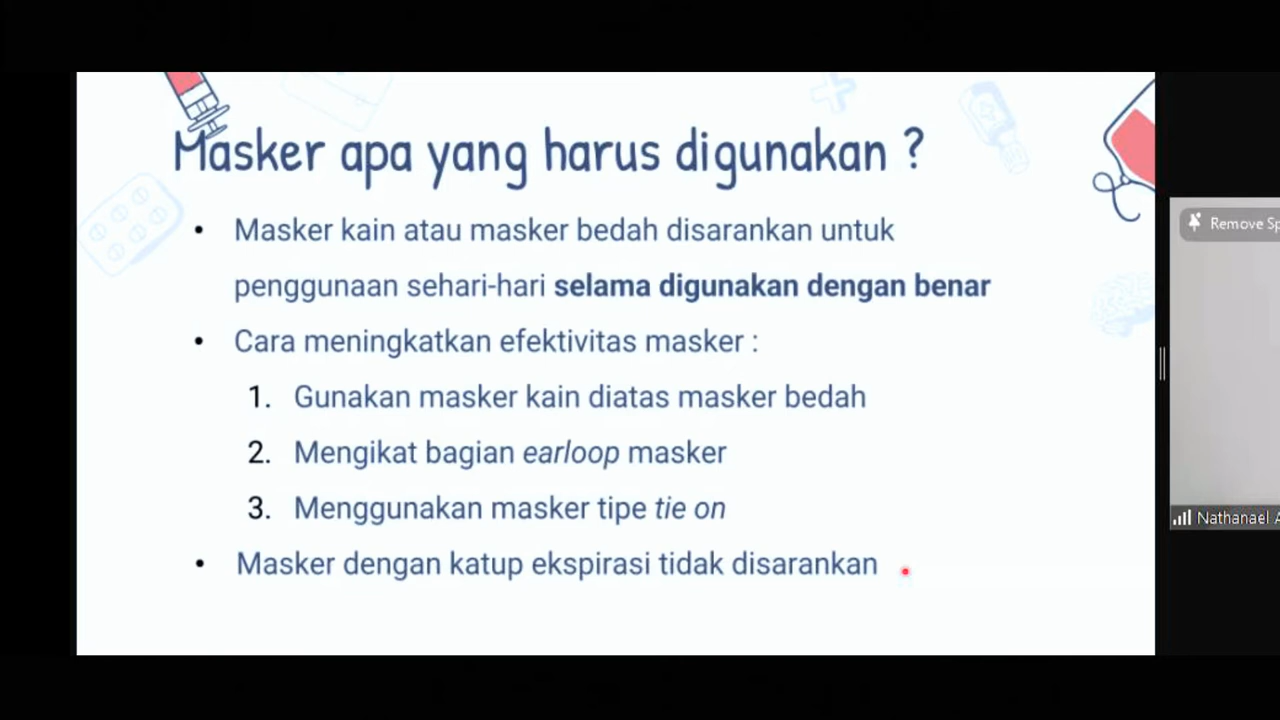 Masker apa yang harus digunakan ?
• Masker kain atau masker bedah disarankan untuk
penggunaan sehari-hari selama digunakan dengan benar
• Cara meningkatkan efektivitas masker :
1. Gunakan masker kain diatas masker bedah
2. Mengikat bagian earloop masker
3. Menggunakan masker tipe tie on
• Masker dengan katup ekspirasi tidak disarankan
Remove Sp
Nathanael A